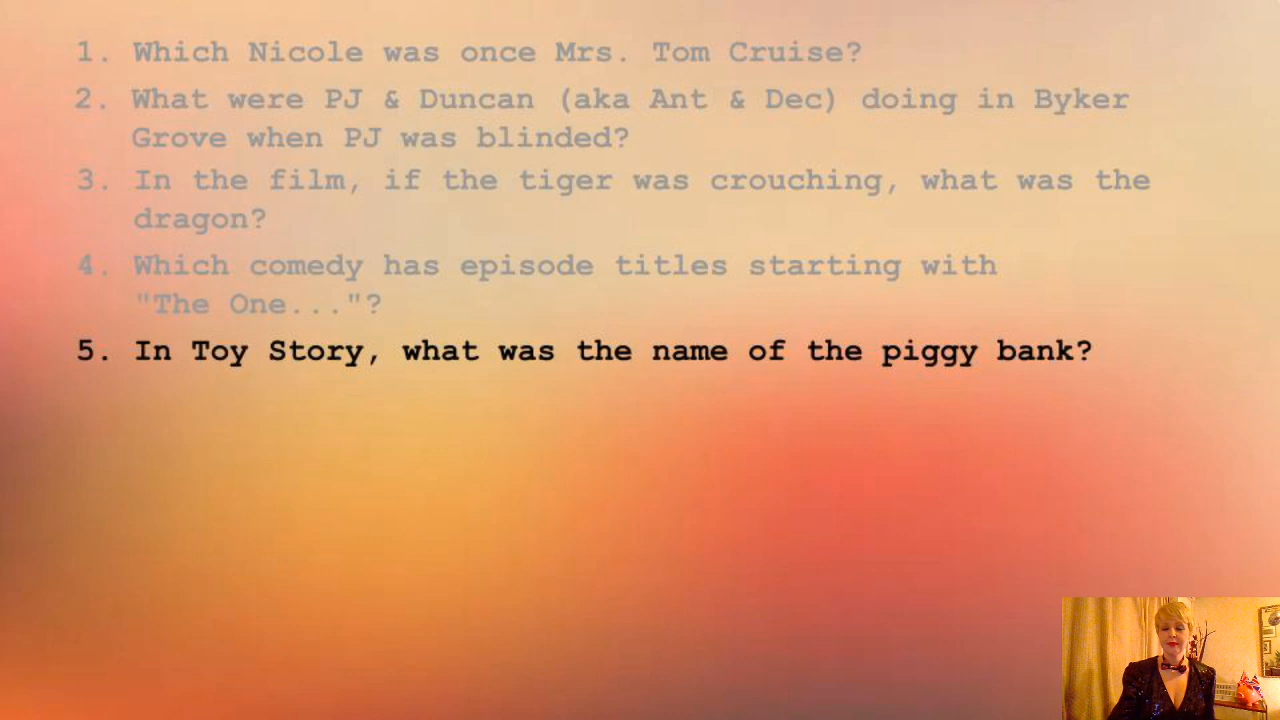 1. Which Nicole was once Mrs. Tom Cruise?
2. What were PJ & Duncan (aka Ant & Dec) doing in Byker
Grove when PJ was blinded?
3. In the film, if the tiger was crouching, what was the
dragon?
4. Which comedy has episode titles starting with
"The One..."?
5. In Toy Story, what was the name of the piggy bank?